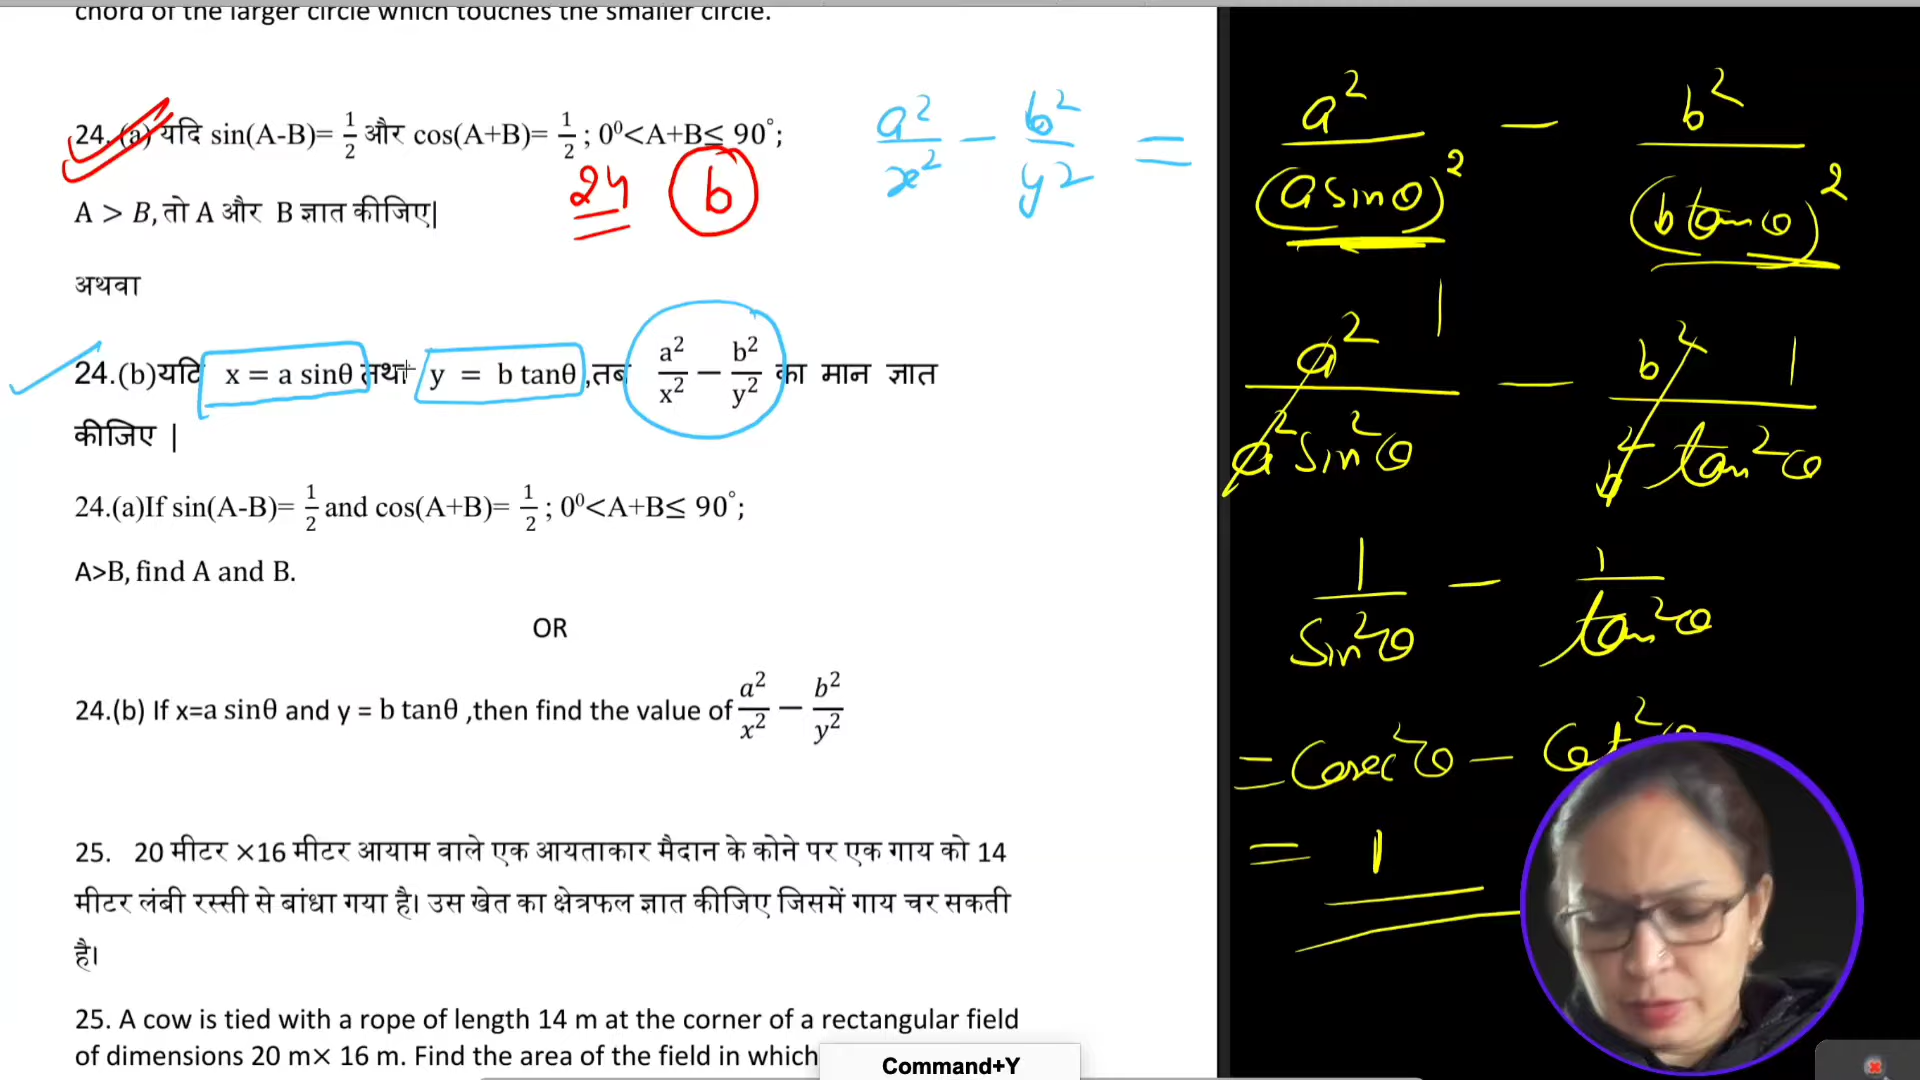 chord of the larger circle which touches the smaller circle.
24. (a) यदि sin(A-B)= 1/2 और cos(A+B)= 1/2 ; 0⁰<A+B≤ 90°;
A > B, तो A और B ज्ञात कीजिए|
24 b
a²/x² − b²/y² =
अथवा
24.(b)यदि x = a sinθ तथा y = b tanθ ,तब a²/x² − b²/y² का मान ज्ञात
कीजिए |
24.(a)If sin(A-B)= 1/2 and cos(A+B)= 1/2 ; 0⁰<A+B≤ 90°;
A>B, find A and B.
OR
24.(b) If x=a sinθ and y = b tanθ ,then find the value of a²/x² − b²/y²
25. 20 मीटर ×16 मीटर आयाम वाले एक आयताकार मैदान के कोने पर एक गाय को 14
मीटर लंबी रस्सी से बांधा गया है। उस खेत का क्षेत्रफल ज्ञात कीजिए जिसमें गाय चर सकती
है।
25. A cow is tied with a rope of length 14 m at the corner of a rectangular field
of dimensions 20 m× 16 m. Find the area of the field in which
Command+Y
a²/(a sinθ)² − b²/(b tanθ)²
a² 1/a² sin²θ − b² 1/b² tan²θ
1/sin²θ − 1/tan²θ
= Cosec²θ − Cot²θ
= 1